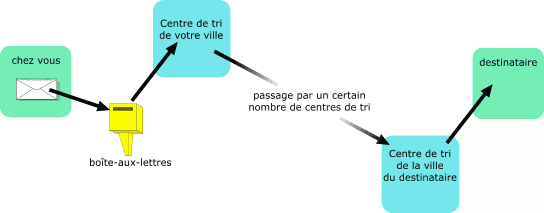 chez vous
boîte-aux-lettres
Centre de tri
de votre ville
passage par un certain
nombre de centres de tri
Centre de tri
de la ville
du destinataire
destinataire